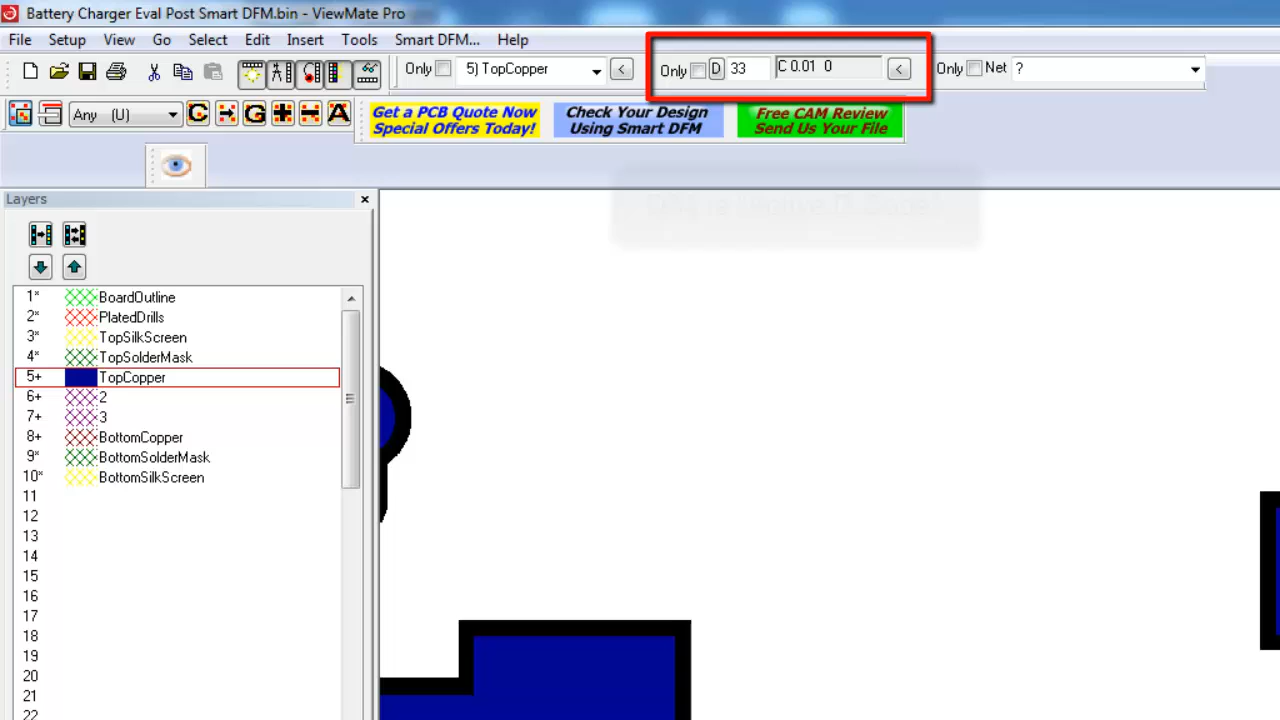 Battery Charger Eval Post Smart DFM.bin - ViewMate Pro
File Setup View Go Select Edit Insert Tools Smart DFM... Help
Only 5) TopCopper < Only D 33 C 0.01 0 < Only Net ?
Any (U) C G A
Get a PCB Quote Now
Special Offers Today!
Check Your Design
Using Smart DFM
Free CAM Review
Send Us Your File
Layers
1* BoardOutline
2* PlatedDrills
3* TopSilkScreen
4* TopSolderMask
5+ TopCopper
6+ 2
7+ 3
8+ BottomCopper
9* BottomSolderMask
10* BottomSilkScreen
11
12
13
14
15
16
17
18
19
20
21
22